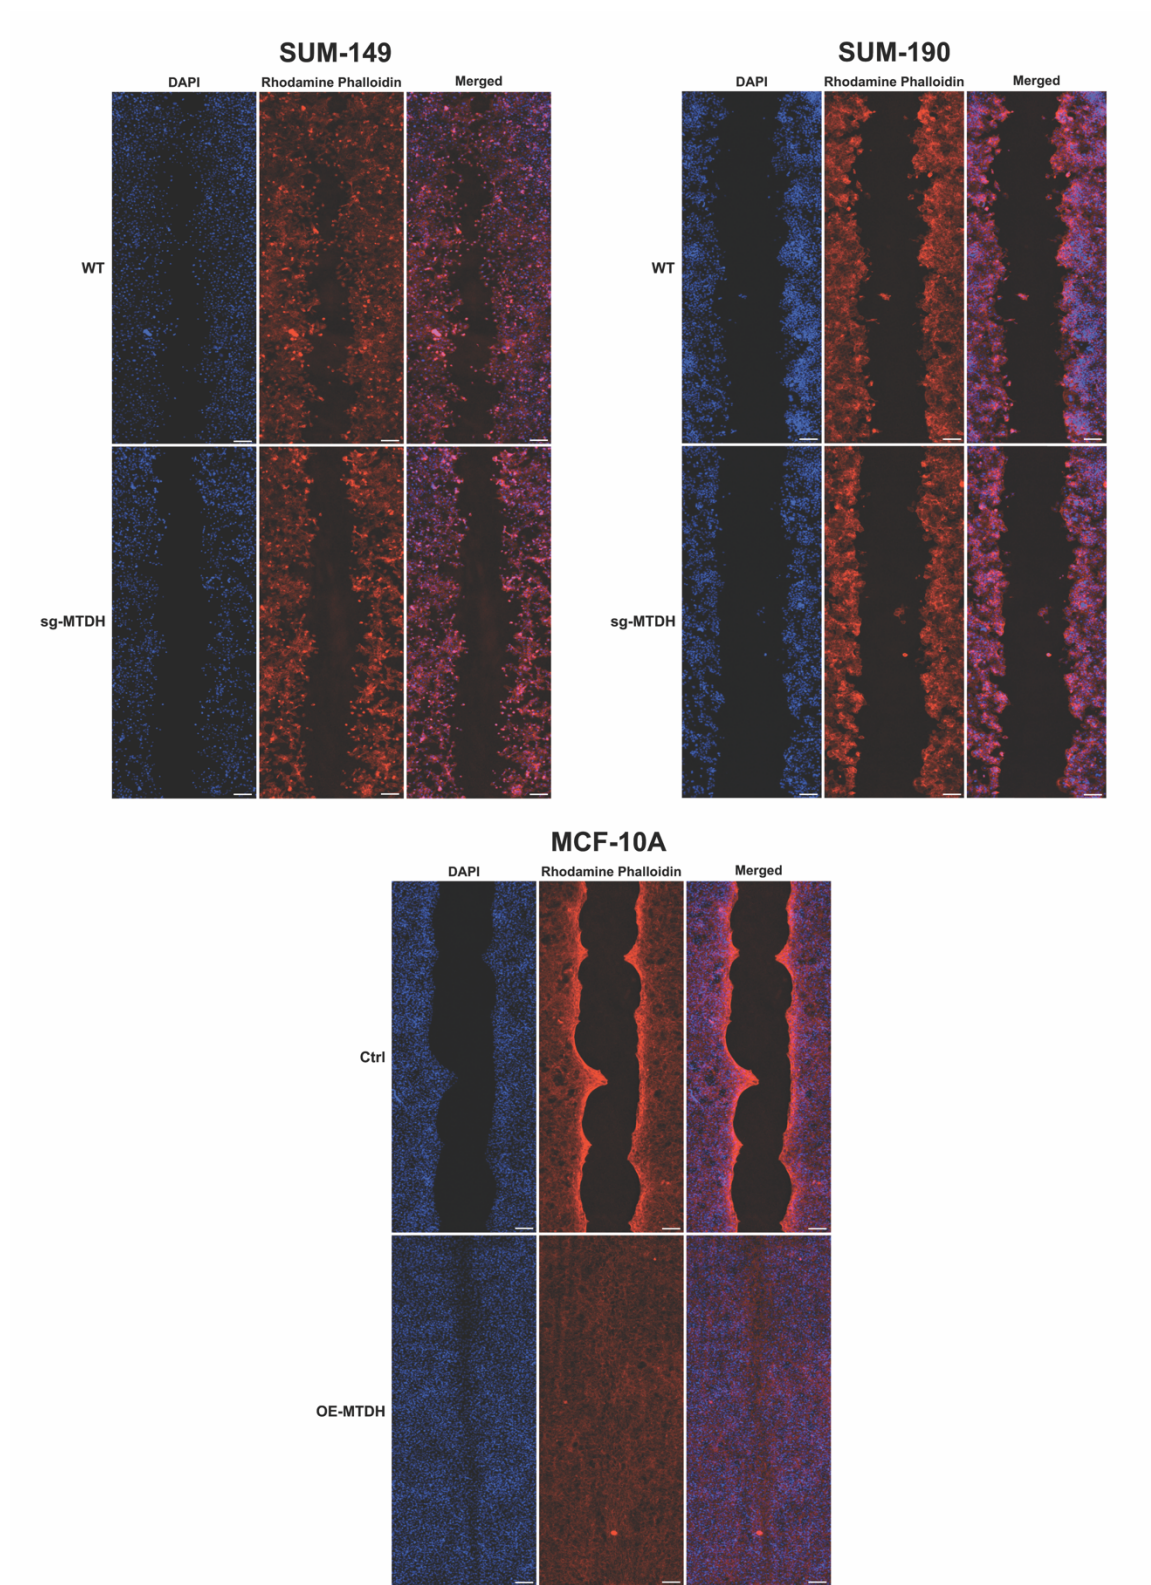 SUM-149
DAPI Rhodamine Phalloidin Merged
WT
sg-MTDH
SUM-190
DAPI Rhodamine Phalloidin Merged
WT
sg-MTDH
MCF-10A
DAPI Rhodamine Phalloidin Merged
Ctrl
OE-MTDH